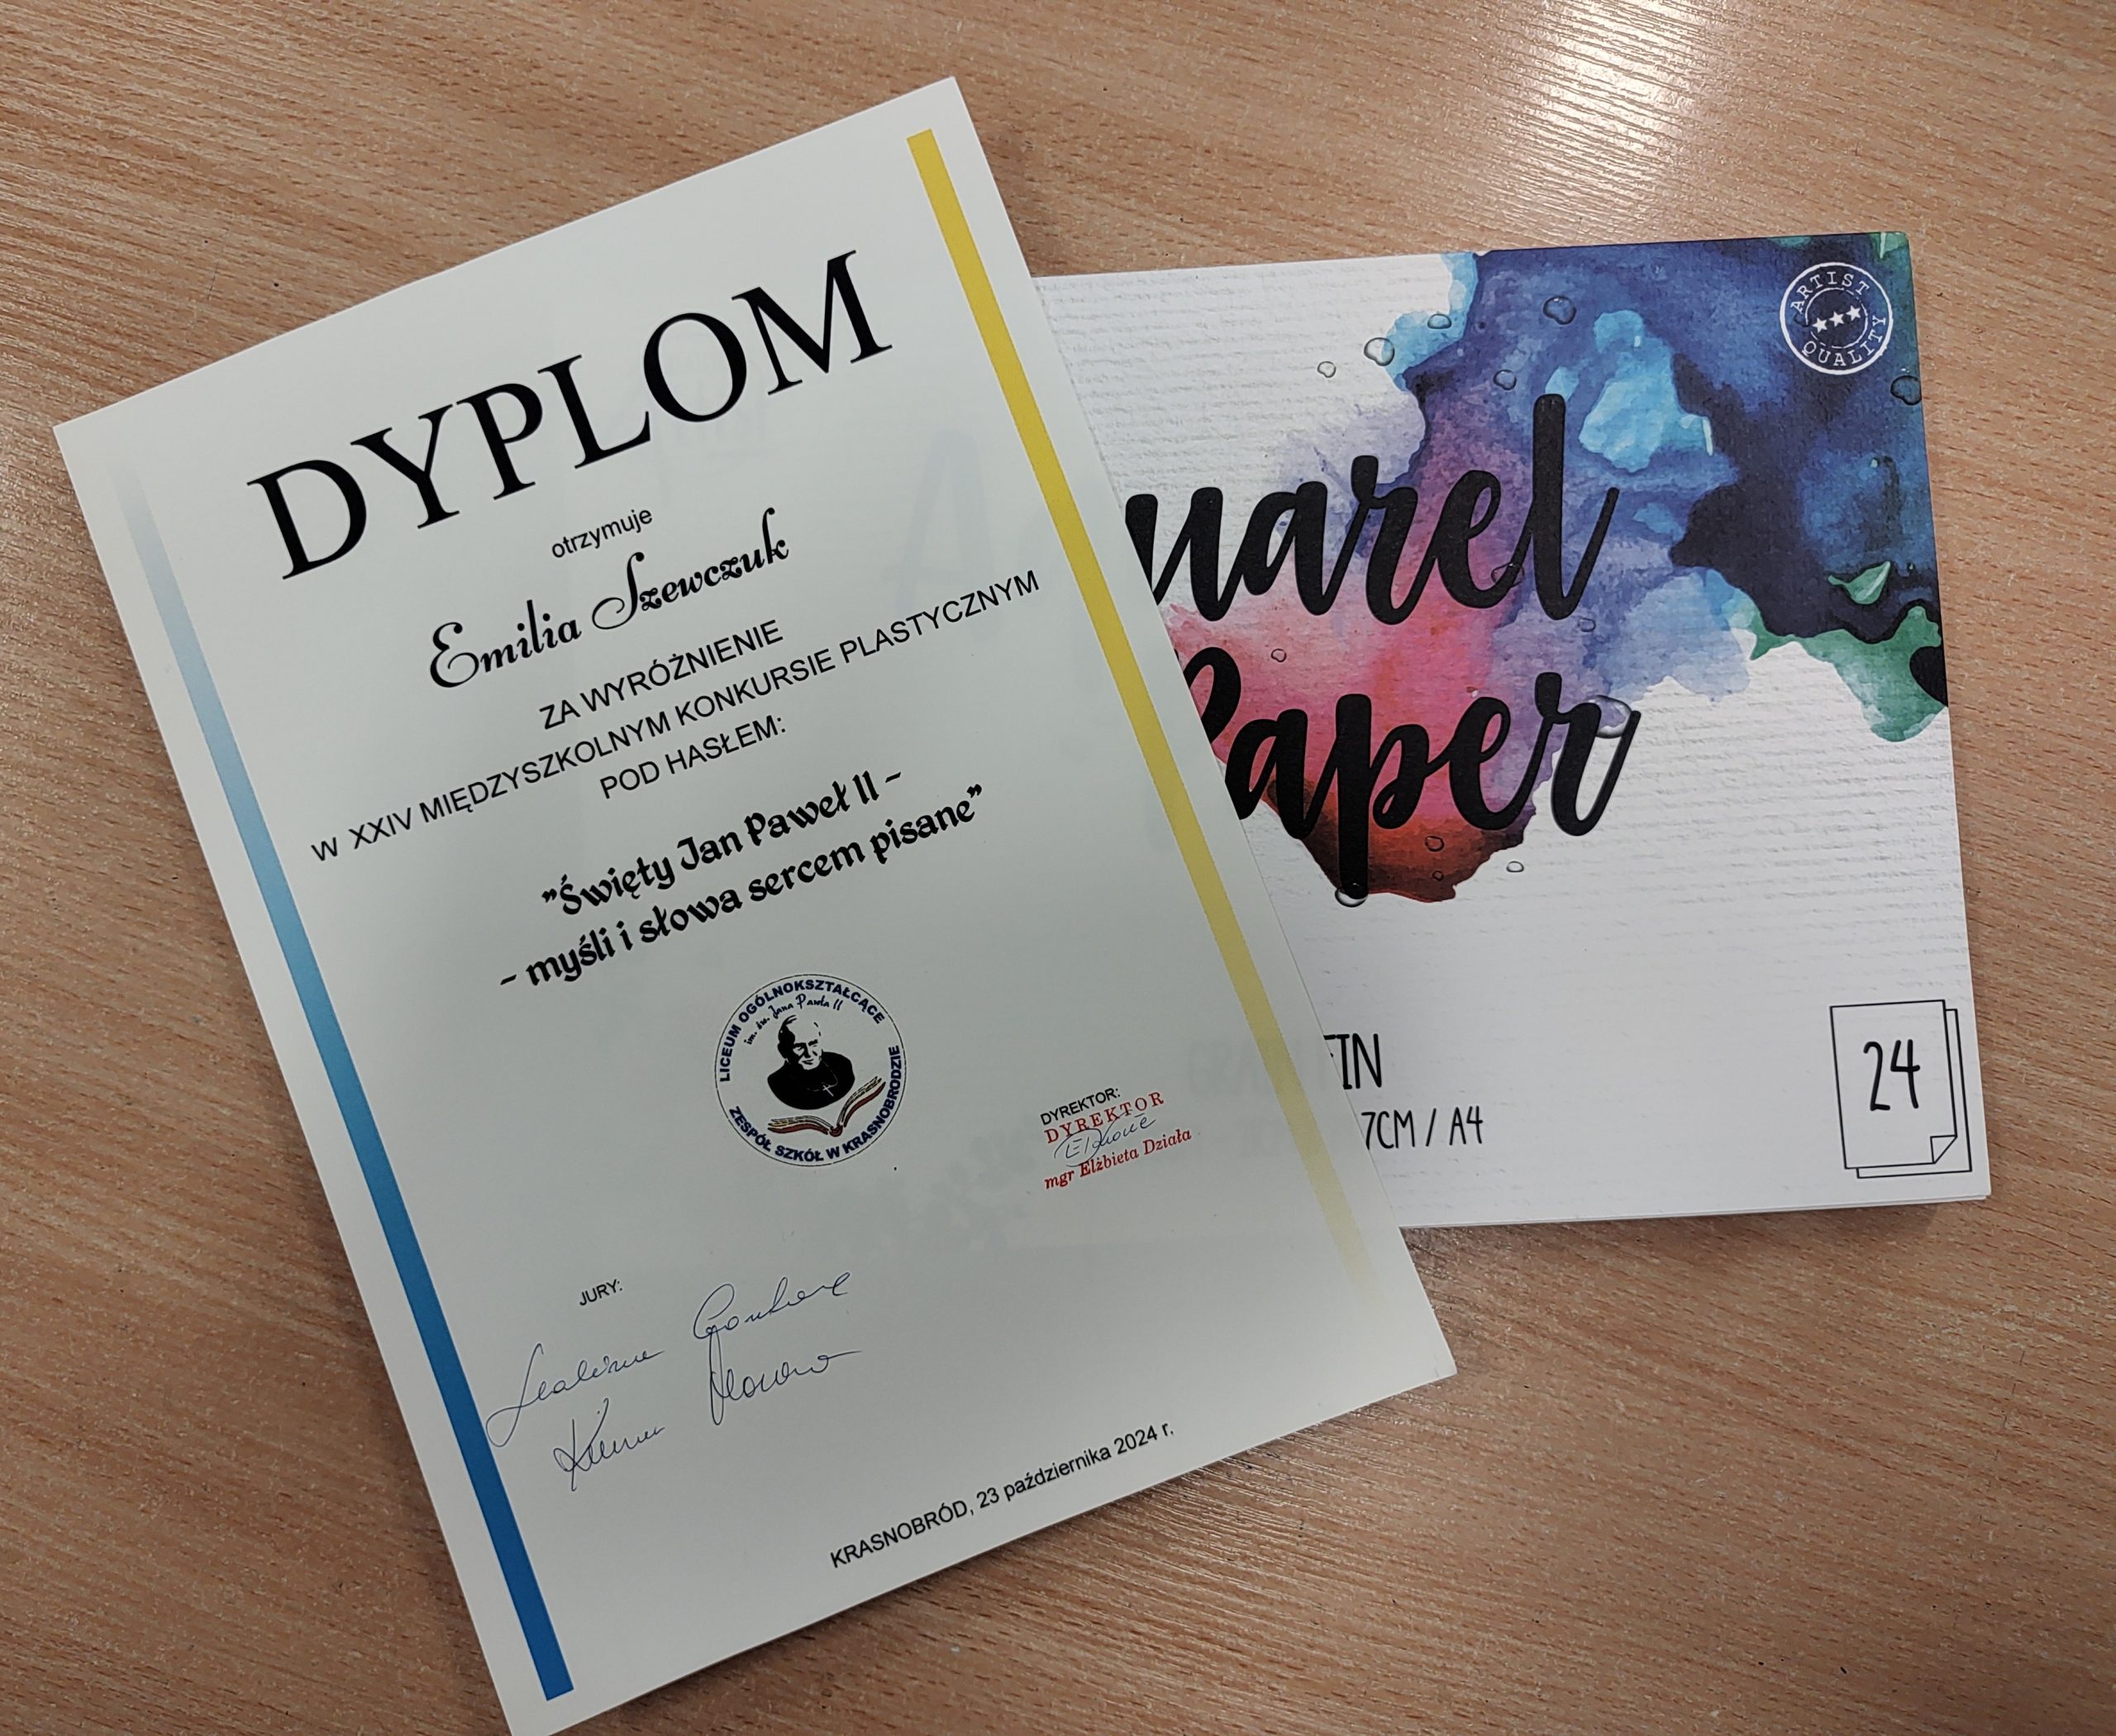 DYPLOM
otrzymuje
Emilia Szewczuk
ZA WYRÓŻNIENIE
W XXIV MIĘDZYSZKOLNYM KONKURSIE PLASTYCZNYM
POD HASŁEM:
"Święty Jan Paweł II –
– myśli i słowa sercem pisane"
LICEUM OGÓLNOKSZTAŁCĄCE
im. św. Jana Pawła II
ZESPÓŁ SZKÓŁ W KRASNOBRODZIE
DYREKTOR:
DYREKTOR
mgr Elżbieta Działa
JURY:
KRASNOBRÓD, 23 października 2024 r.
ARTIST
QUALITY
uarel
Paper
FIN
7CM / A4
24